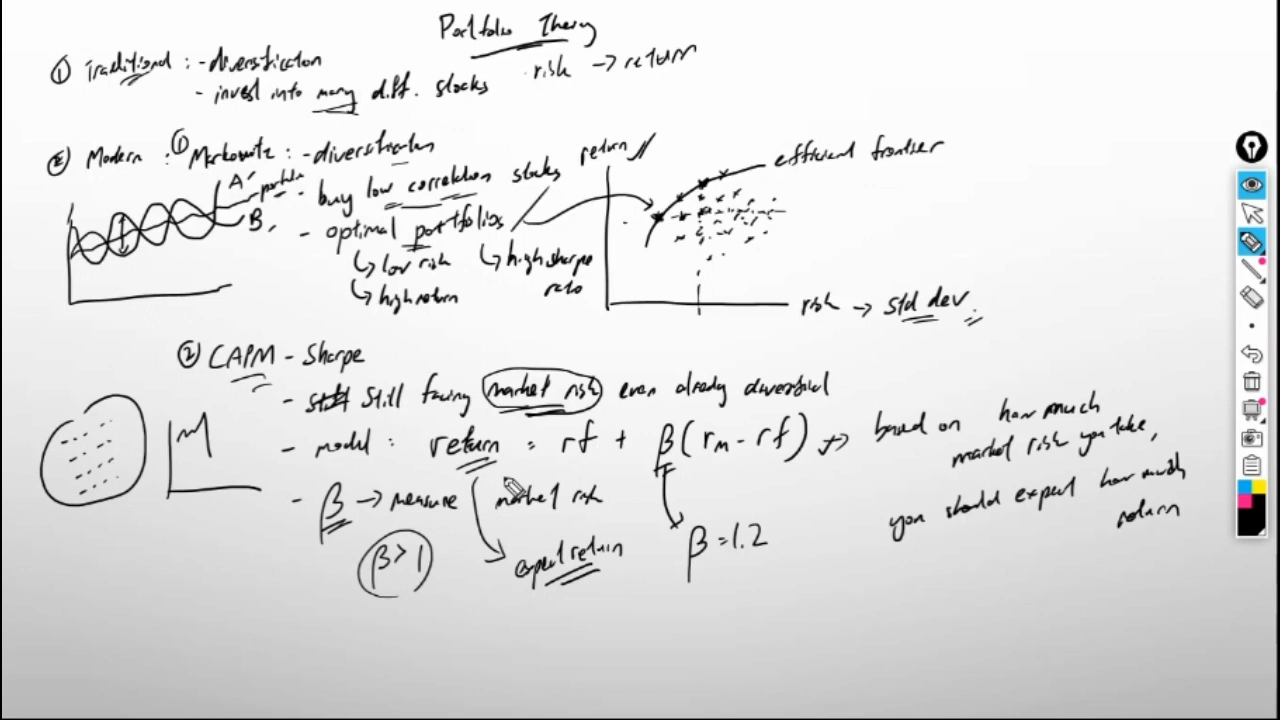 Portfolio Theory
① Traditional : - diversification
- invest into many diff. stocks
risk → return
② Modern : ① Markowitz : - diversification
- buy low correlation stocks
- optimal portfolios
↳ low risk
↳ high return
↳ high sharpe
ratio
A
B
return
efficient frontier
risk → std dev.
② CAPM - Sharpe
- still facing market risk even already diversified
- model : return = rf + β(rm - rf) → based on how much
market risk you take,
you should expect how much
return
- β → measure market risk
β > 1
expect return
β = 1.2